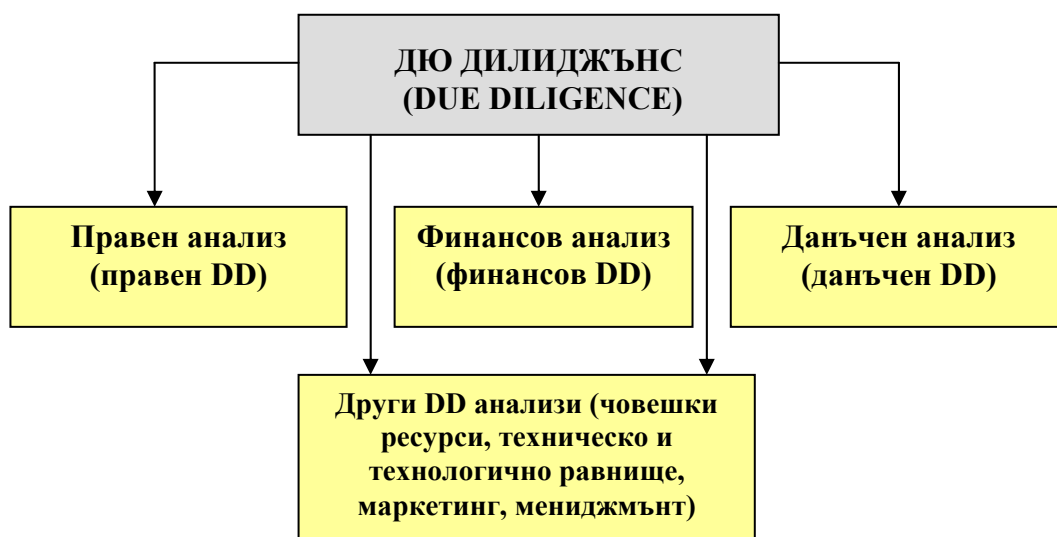 ДЮ ДИЛИДЖЪНС
(DUE DILIGENCE)
Правен анализ
(правен DD)
Финансов анализ
(финансов DD)
Данъчен анализ
(данъчен DD)
Други DD анализи (човешки
ресурси, техническо и
технологично равнище,
маркетинг, мениджмънт)